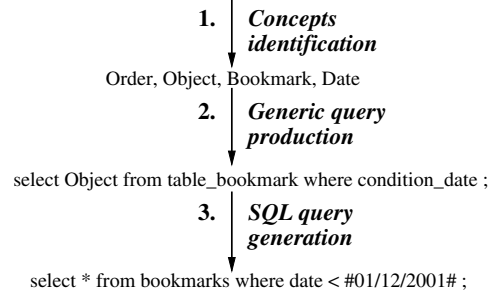 1. Concepts
identification
Order, Object, Bookmark, Date
2. Generic query
production
select Object from table_bookmark where condition_date ;
3. SQL query
generation
select * from bookmarks where date < #01/12/2001# ;